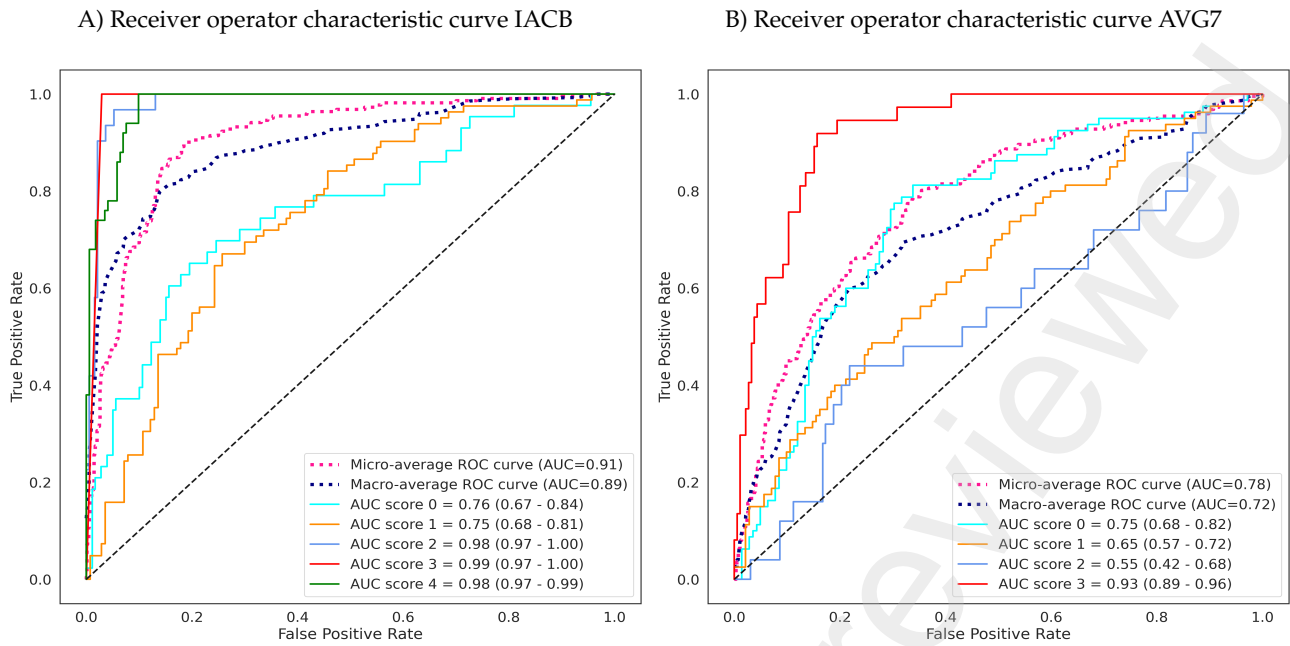 A) Receiver operator characteristic curve IACB
1.0
0.8
0.6
0.4
0.2
0.0
True Positive Rate
0.0 0.2 0.4 0.6 0.8 1.0
False Positive Rate
Micro-average ROC curve (AUC=0.91)
Macro-average ROC curve (AUC=0.89)
AUC score 0 = 0.76 (0.67 - 0.84)
AUC score 1 = 0.75 (0.68 - 0.81)
AUC score 2 = 0.98 (0.97 - 1.00)
AUC score 3 = 0.99 (0.97 - 1.00)
AUC score 4 = 0.98 (0.97 - 0.99)
B) Receiver operator characteristic curve AVG7
1.0
0.8
0.6
0.4
0.2
0.0
True Positive Rate
0.0 0.2 0.4 0.6 0.8 1.0
False Positive Rate
Micro-average ROC curve (AUC=0.78)
Macro-average ROC curve (AUC=0.72)
AUC score 0 = 0.75 (0.68 - 0.82)
AUC score 1 = 0.65 (0.57 - 0.72)
AUC score 2 = 0.55 (0.42 - 0.68)
AUC score 3 = 0.93 (0.89 - 0.96)
reviewed